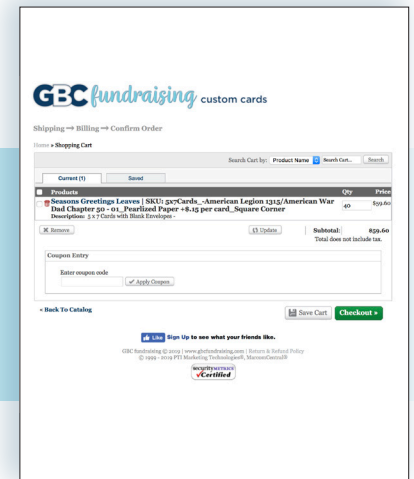 GBC fundraising custom cards
Shipping ⇒ Billing ⇒ Confirm Order
Home » Shopping Cart
Search Cart by: Product Name Search Cart... Search
Current (1) Saved
Products Qty Price
Seasons Greetings Leaves | SKU: 5x7Cards_-American Legion 1315/American War 40 $59.60
Dad Chapter 50 - 01_Pearlized Paper +$.15 per card_Square Corner
Description: 5 x 7 Cards with Blank Envelopes -
Remove Update Subtotal: $59.60
Total does not include tax.
Coupon Entry
Enter coupon code
Apply Coupon
« Back To Catalog Save Cart Checkout »
Like Sign Up to see what your friends like.
GBC fundraising © 2019 | www.gbcfundraising.com | Return & Refund Policy
© 1999 - 2019 PTI Marketing Technologies®, MarcomCentral®
SECURITYMETRICS
Certified